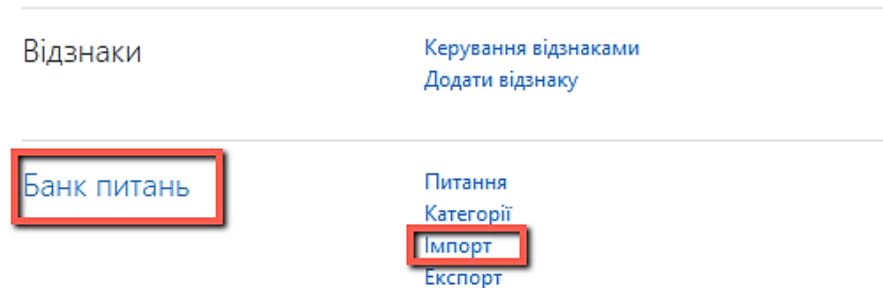 Відзнаки
Керування відзнаками
Додати відзнаку
Банк питань
Питання
Категорії
Імпорт
Експорт